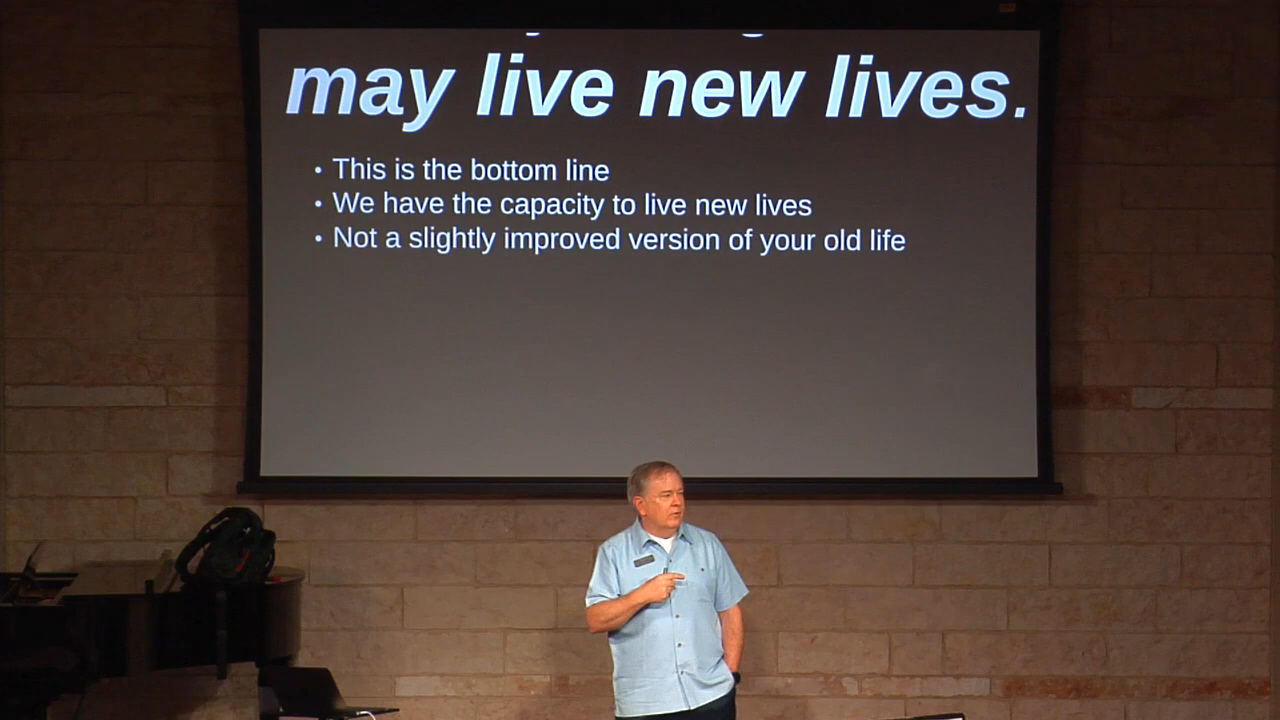 may live new lives.
• This is the bottom line
• We have the capacity to live new lives
• Not a slightly improved version of your old life